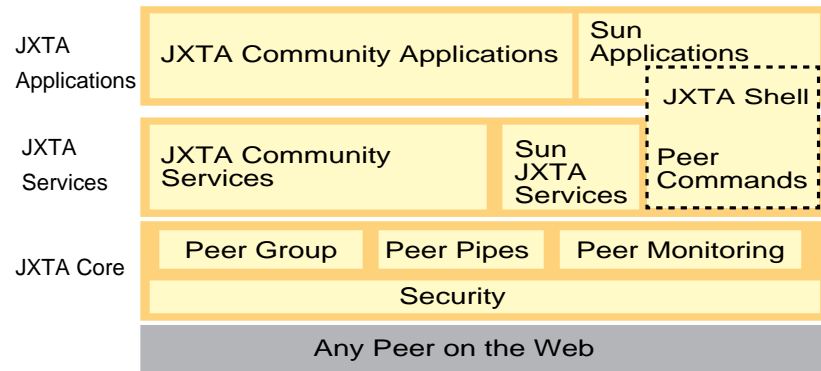 JXTA
Applications
JXTA Community Applications
Sun
Applications
JXTA Shell
JXTA
Services
JXTA Community
Services
Sun
JXTA
Services
Peer
Commands
JXTA Core
Peer Group
Peer Pipes
Peer Monitoring
Security
Any Peer on the Web